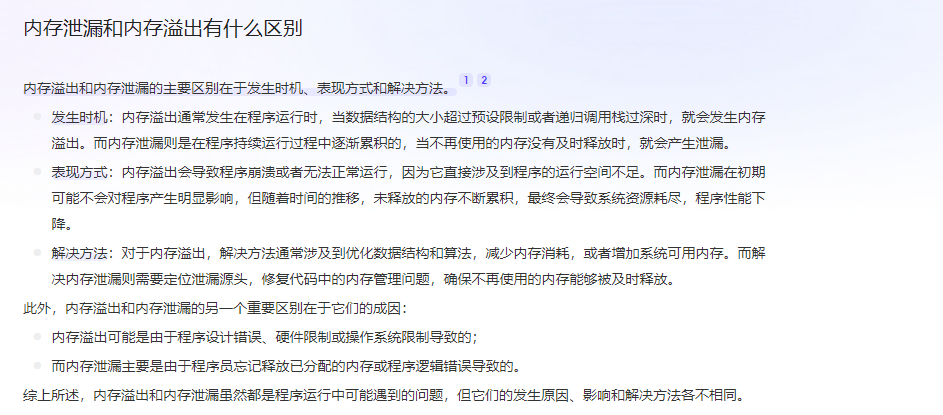 内存泄漏和内存溢出有什么区别
内存溢出和内存泄漏的主要区别在于发生时机、表现方式和解决方法。 1 2
发生时机：内存溢出通常发生在程序运行时，当数据结构的大小超过预设限制或者递归调用栈过深时，就会发生内存
溢出。而内存泄漏则是在程序持续运行过程中逐渐累积的，当不再使用的内存没有及时释放时，就会产生泄漏。
表现方式：内存溢出会导致程序崩溃或者无法正常运行，因为它直接涉及到程序的运行空间不足。而内存泄漏在初期
可能不会对程序产生明显影响，但随着时间的推移，未释放的内存不断累积，最终会导致系统资源耗尽，程序性能下
降。
解决方法：对于内存溢出，解决方法通常涉及到优化数据结构和算法，减少内存消耗，或者增加系统可用内存。而解
决内存泄漏则需要定位泄漏源头，修复代码中的内存管理问题，确保不再使用的内存能够被及时释放。
此外，内存溢出和内存泄漏的另一个重要区别在于它们的成因：
内存溢出可能是由于程序设计错误、硬件限制或操作系统限制导致的；
而内存泄漏主要是由于程序员忘记释放已分配的内存或程序逻辑错误导致的。
综上所述，内存溢出和内存泄漏虽然都是程序运行中可能遇到的问题，但它们的发生原因、影响和解决方法各不相同。